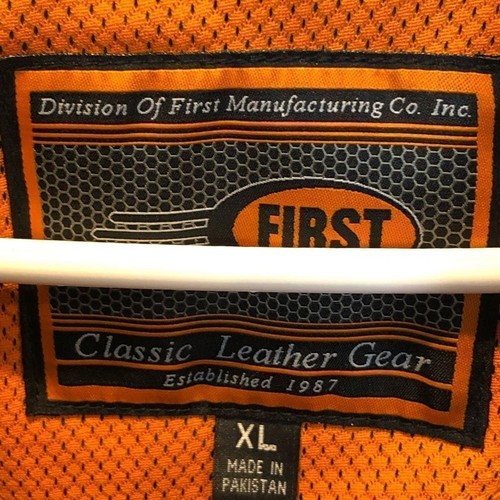 Division Of First Manufacturing Co. Inc.
FIRST
Classic Leather Gear
Established 1987
XL
MADE IN
PAKISTAN